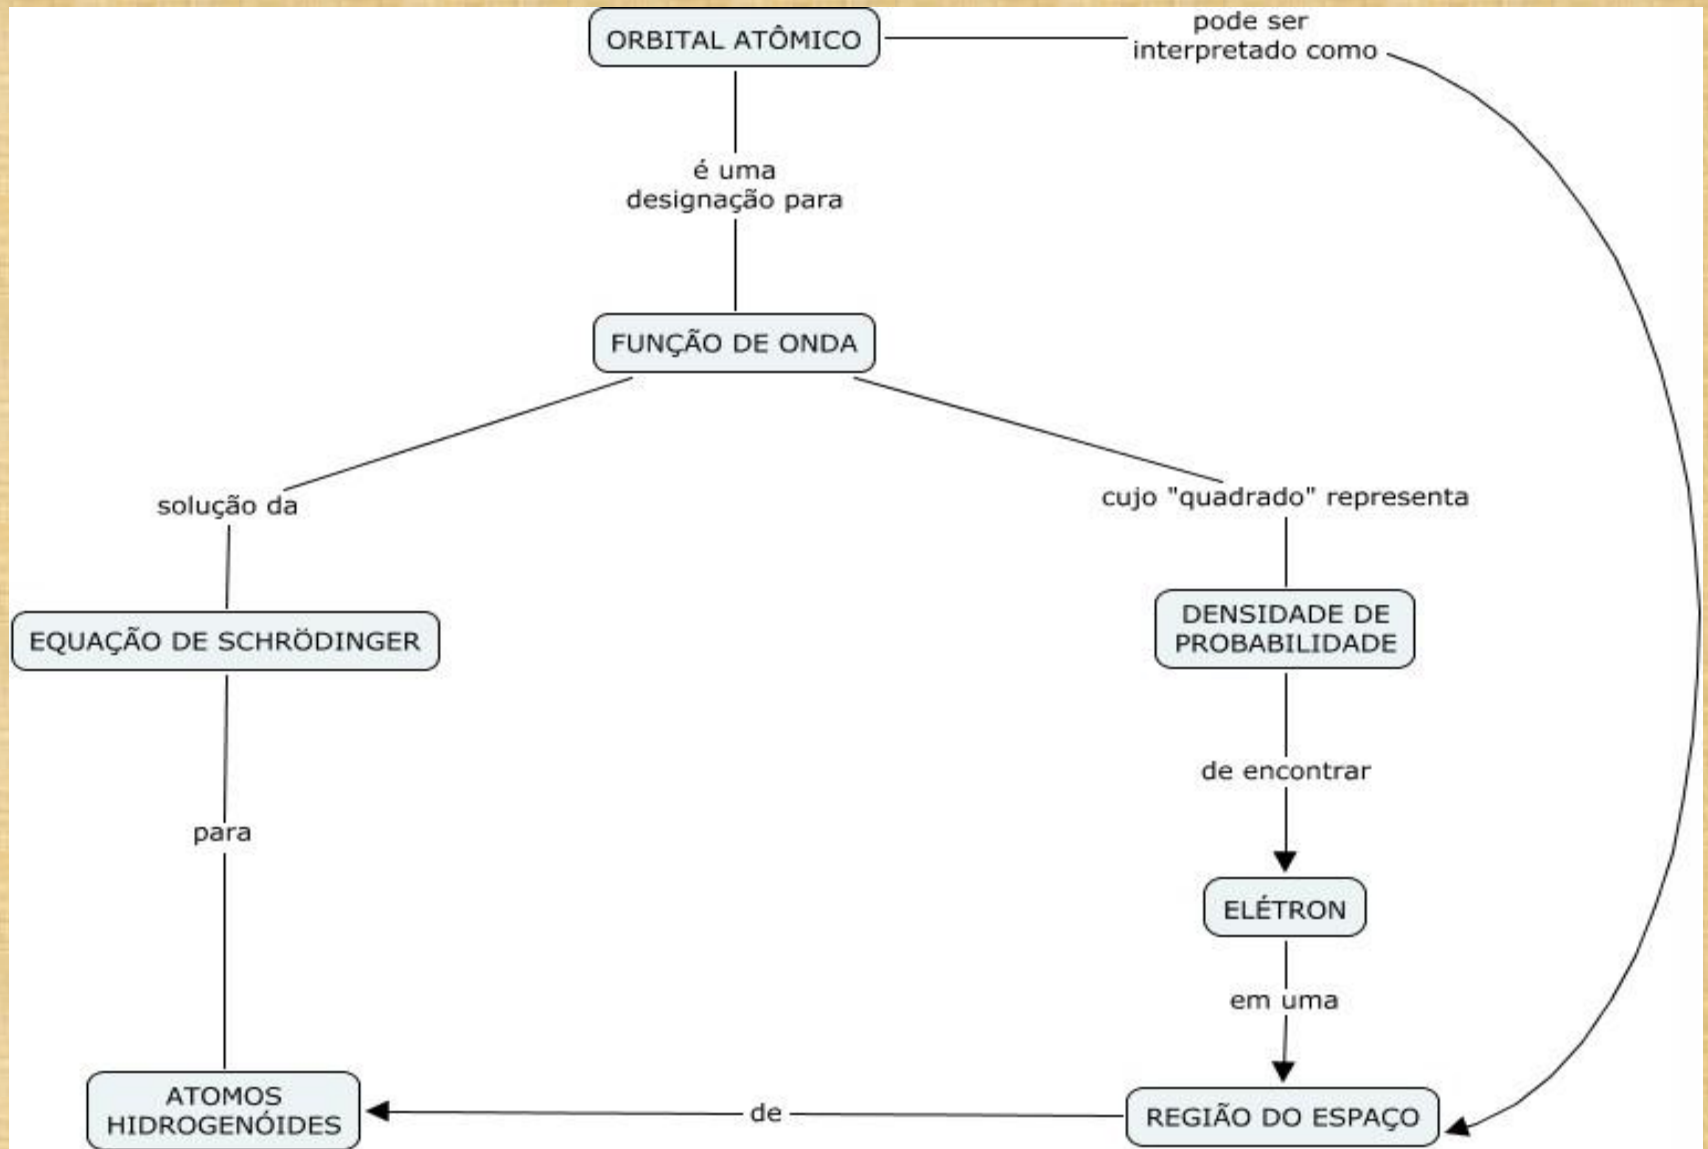 ORBITAL ATÔMICO
pode ser
interpretado como
é uma
designação para
FUNÇÃO DE ONDA
solução da
cujo "quadrado" representa
EQUAÇÃO DE SCHRÖDINGER
DENSIDADE DE
PROBABILIDADE
de encontrar
para
ELÉTRON
em uma
ATOMOS
HIDROGENÓIDES
de
REGIÃO DO ESPAÇO